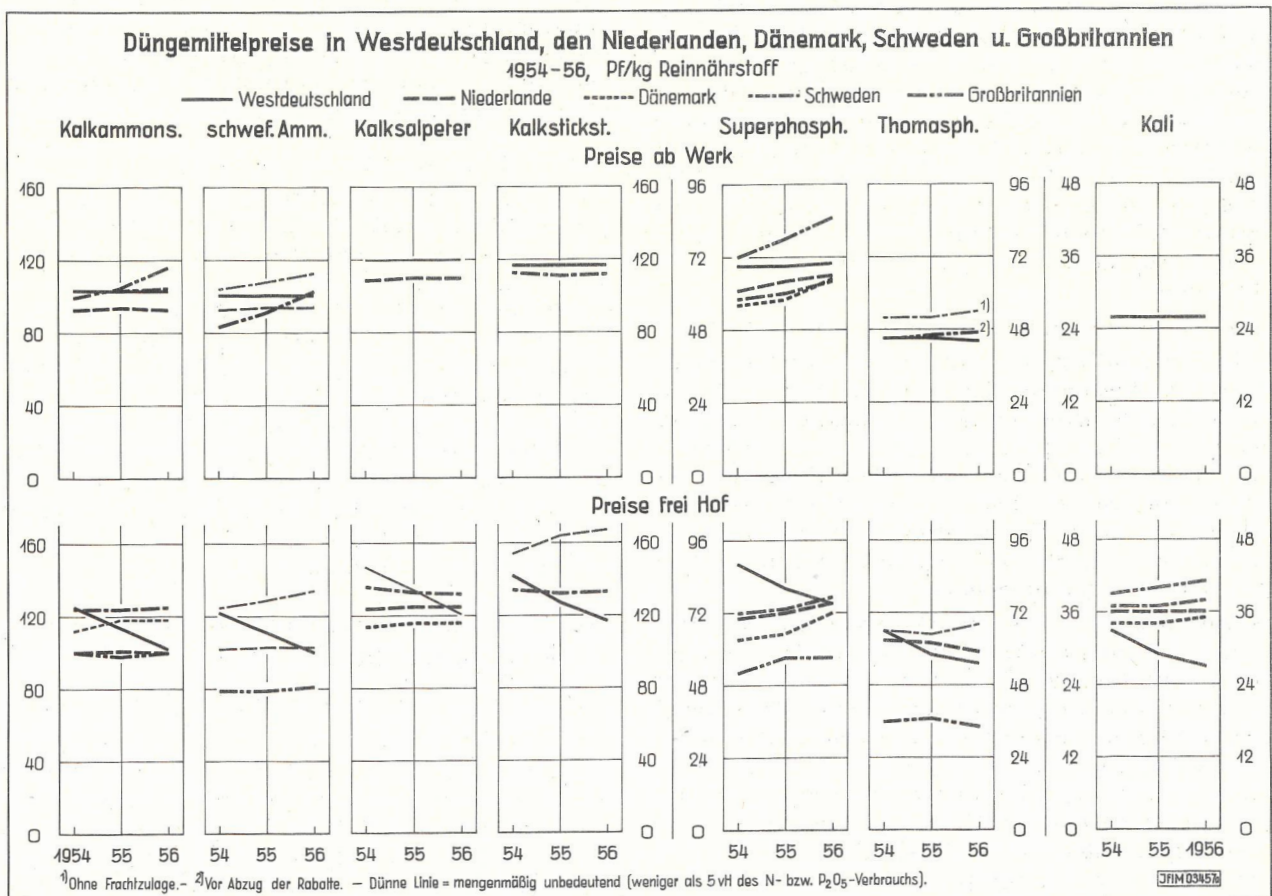 Düngemittelpreise in Westdeutschland, den Niederlanden, Dänemark, Schweden u. Großbritannien
1954-56, Pf/kg Reinnährstoff
Westdeutschland Niederlande Dänemark Schweden Großbritannien
Kalkammons. schwef. Amm. Kalksalpeter Kalkstickst. Superphosph. Thomasph. Kali
Preise ab Werk
160 160 96 96 48 48
120 120 72 72 36 36
1)
2)
80 80 48 48 24 24
40 40 24 24 12 12
0 0 0 0 0 0
Preise frei Hof
160 160 96 96 48 48
120 120 72 72 36 36
80 80 48 48 24 24
40 40 24 24 12 12
0 0 0 0 0 0
1954 55 56 54 55 56 54 55 56 54 55 56 54 55 56 54 55 56 54 55 1956
1) Ohne Frachtzulage.- 2) Vor Abzug der Rabatte. — Dünne Linie = mengenmäßig unbedeutend (weniger als 5 vH des N- bzw. P₂O₅-Verbrauchs).